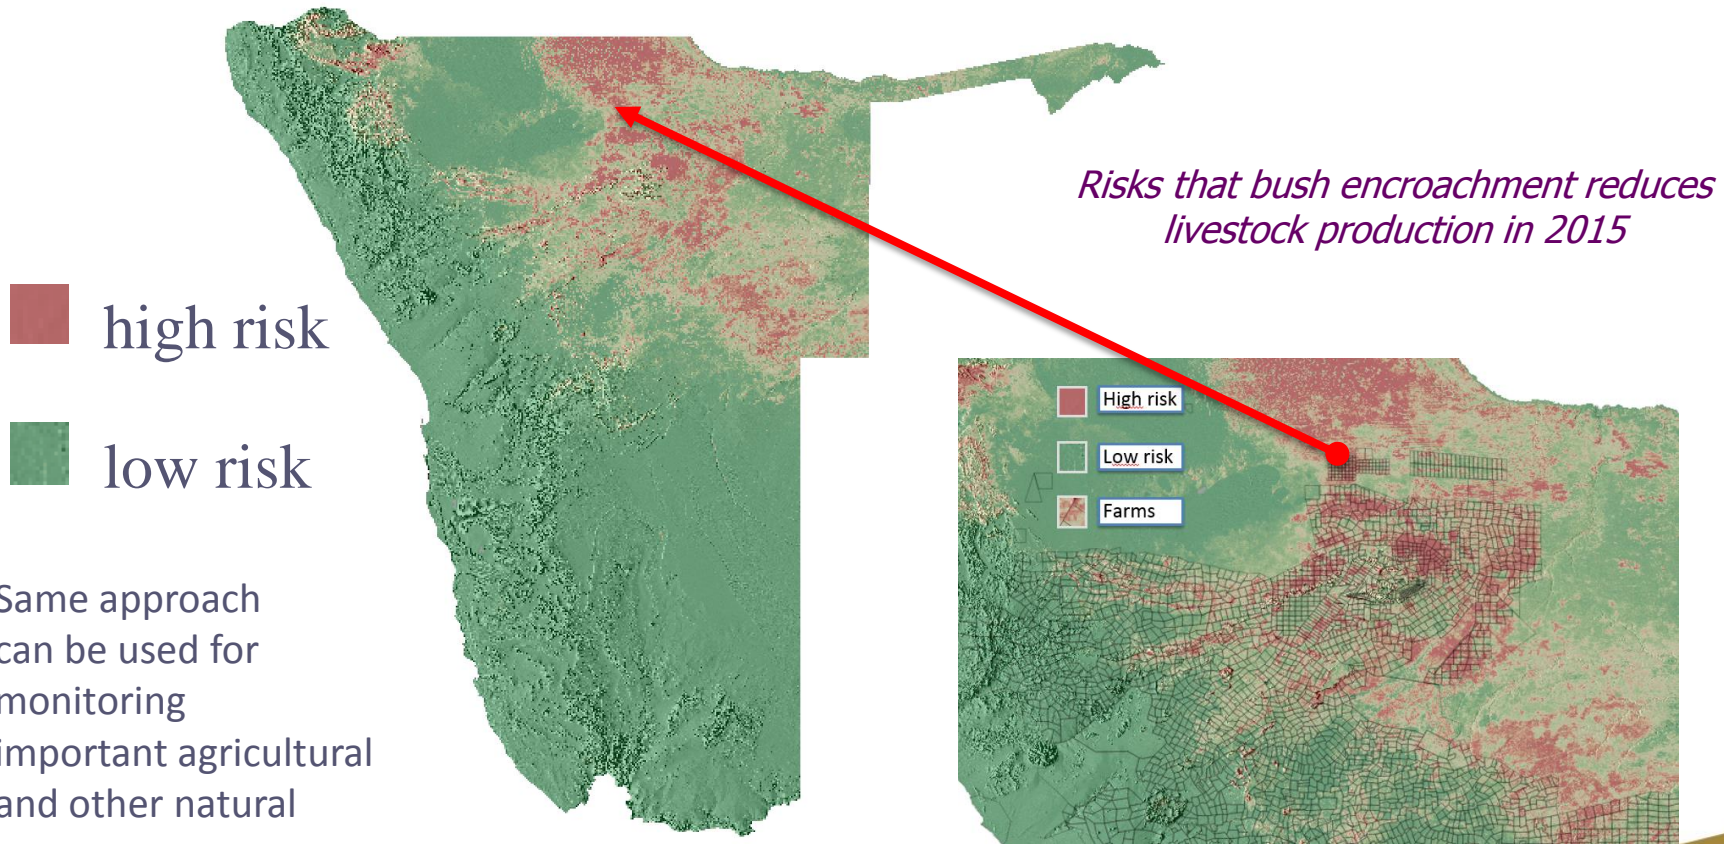 Risks that bush encroachment reduces
livestock production in 2015
high risk
low risk
Same approach
can be used for
monitoring
important agricultural
and other natural
High risk
Low risk
Farms